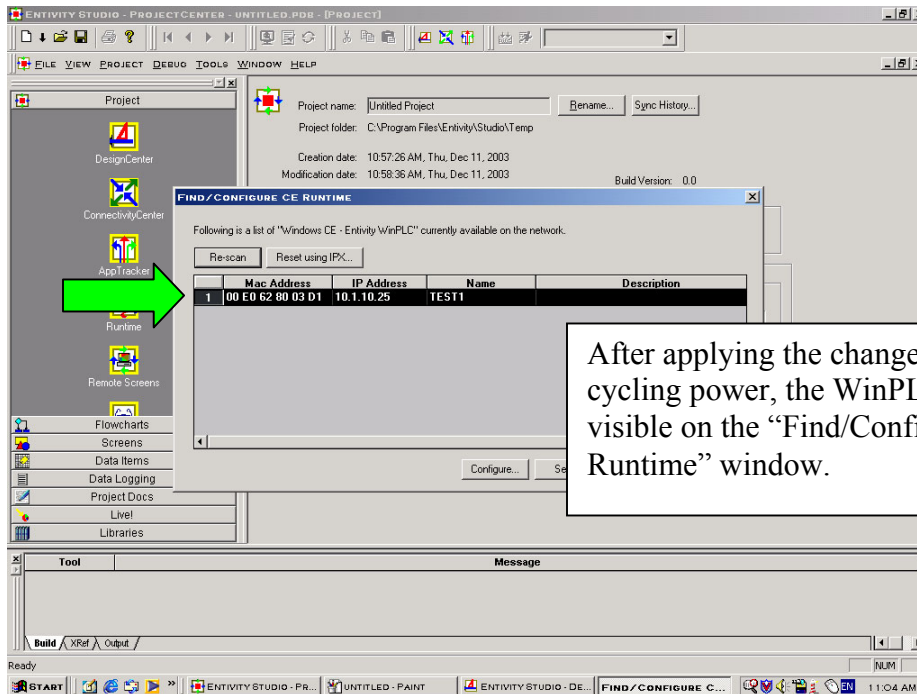 ENTIVITY STUDIO - PROJECTCENTER - UNTITLED.PDB - [PROJECT]
FILE VIEW PROJECT DEBUG TOOLS WINDOW HELP
Project
DesignCenter
ConnectivityCenter
AppTracker
Runtime
Remote Screens
Flowcharts
Screens
Data Items
Data Logging
Project Docs
Live!
Libraries
Project name: Untitled Project Rename... Sync History...
Project folder: C:\Program Files\Entivity\Studio\Temp
Creation date: 10:57:26 AM, Thu, Dec 11, 2003
Modification date: 10:58:36 AM, Thu, Dec 11, 2003
Build Version: 0.0
FIND/CONFIGURE CE RUNTIME
Following is a list of "Windows CE - Entivity WinPLC" currently available on the network.
Re-scan Reset using IPX...
Mac Address IP Address Name Description
1 00 E0 62 80 03 D1 10.1.10.25 TEST1
Configure... Se
After applying the change
cycling power, the WinPL
visible on the “Find/Confi
Runtime” window.
Tool Message
Build XRef Output
Ready NUM
START ENTIVITY STUDIO - PR... UNTITLED - PAINT ENTIVITY STUDIO - DE... FIND/CONFIGURE C... EN 11:04 AM